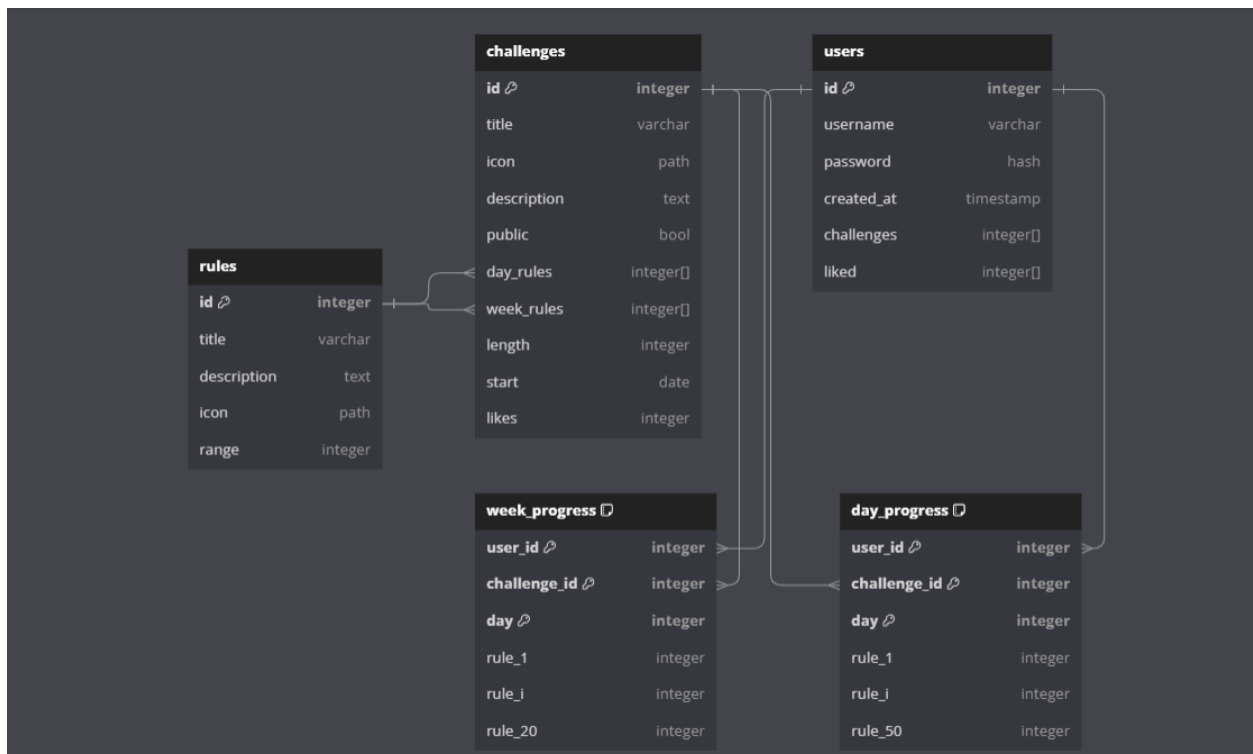 challenges
id integer
title varchar
icon path
description text
public bool
day_rules integer[]
week_rules integer[]
length integer
start date
likes integer
users
id integer
username varchar
password hash
created_at timestamp
challenges integer[]
liked integer[]
rules
id integer
title varchar
description text
icon path
range integer
week_progress
user_id integer
challenge_id integer
day integer
rule_1 integer
rule_i integer
rule_20 integer
day_progress
user_id integer
challenge_id integer
day integer
rule_1 integer
rule_i integer
rule_50 integer